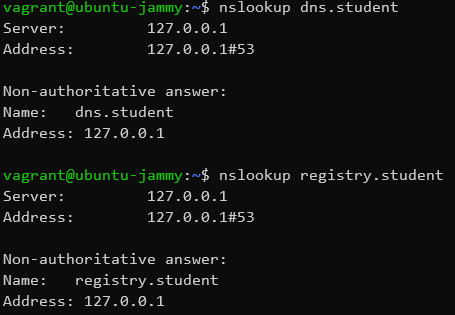 vagrant@ubuntu-jammy:~$ nslookup dns.student
Server:         127.0.0.1
Address:        127.0.0.1#53

Non-authoritative answer:
Name:   dns.student
Address: 127.0.0.1

vagrant@ubuntu-jammy:~$ nslookup registry.student
Server:         127.0.0.1
Address:        127.0.0.1#53

Non-authoritative answer:
Name:   registry.student
Address: 127.0.0.1